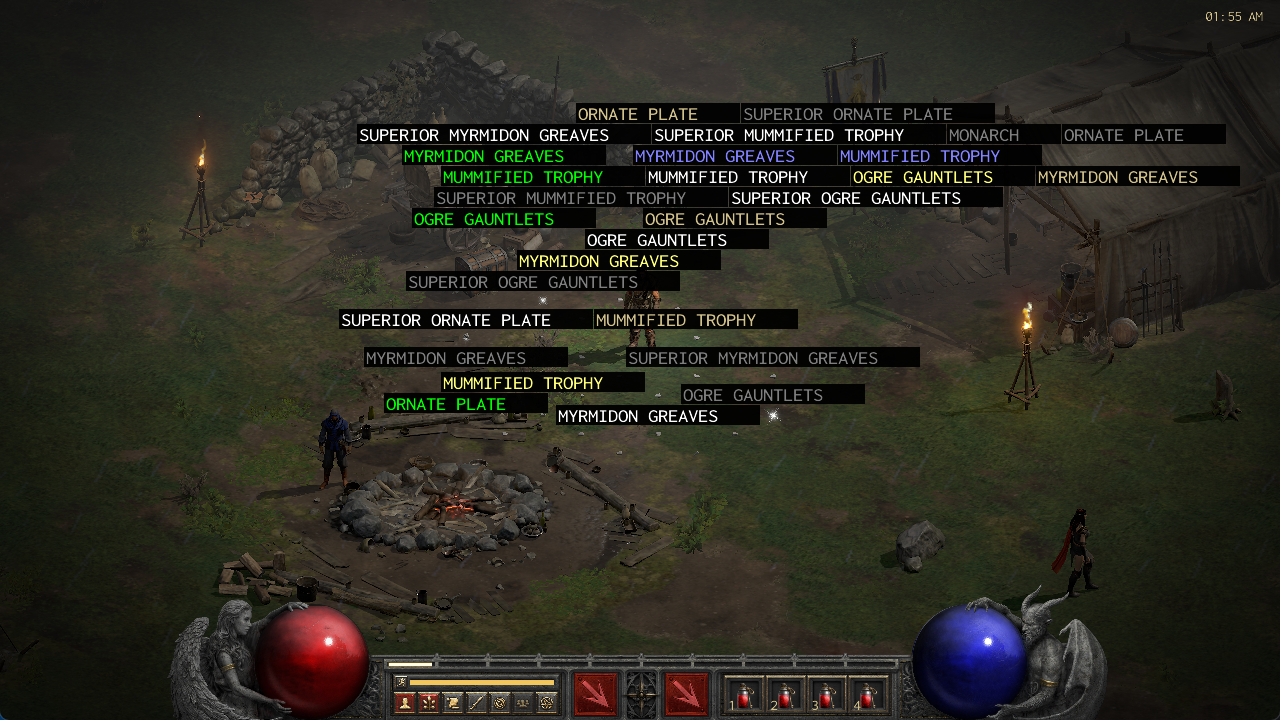 01:55 AM
ORNATE PLATE SUPERIOR ORNATE PLATE
SUPERIOR MYRMIDON GREAVES SUPERIOR MUMMIFIED TROPHY MONARCH ORNATE PLATE
MYRMIDON GREAVES MYRMIDON GREAVES MUMMIFIED TROPHY
MUMMIFIED TROPHY MUMMIFIED TROPHY OGRE GAUNTLETS MYRMIDON GREAVES
SUPERIOR MUMMIFIED TROPHY SUPERIOR OGRE GAUNTLETS
OGRE GAUNTLETS OGRE GAUNTLETS
OGRE GAUNTLETS
MYRMIDON GREAVES
SUPERIOR OGRE GAUNTLETS
SUPERIOR ORNATE PLATE MUMMIFIED TROPHY
MYRMIDON GREAVES SUPERIOR MYRMIDON GREAVES
MUMMIFIED TROPHY
OGRE GAUNTLETS
ORNATE PLATE
MYRMIDON GREAVES
1 2 3 4